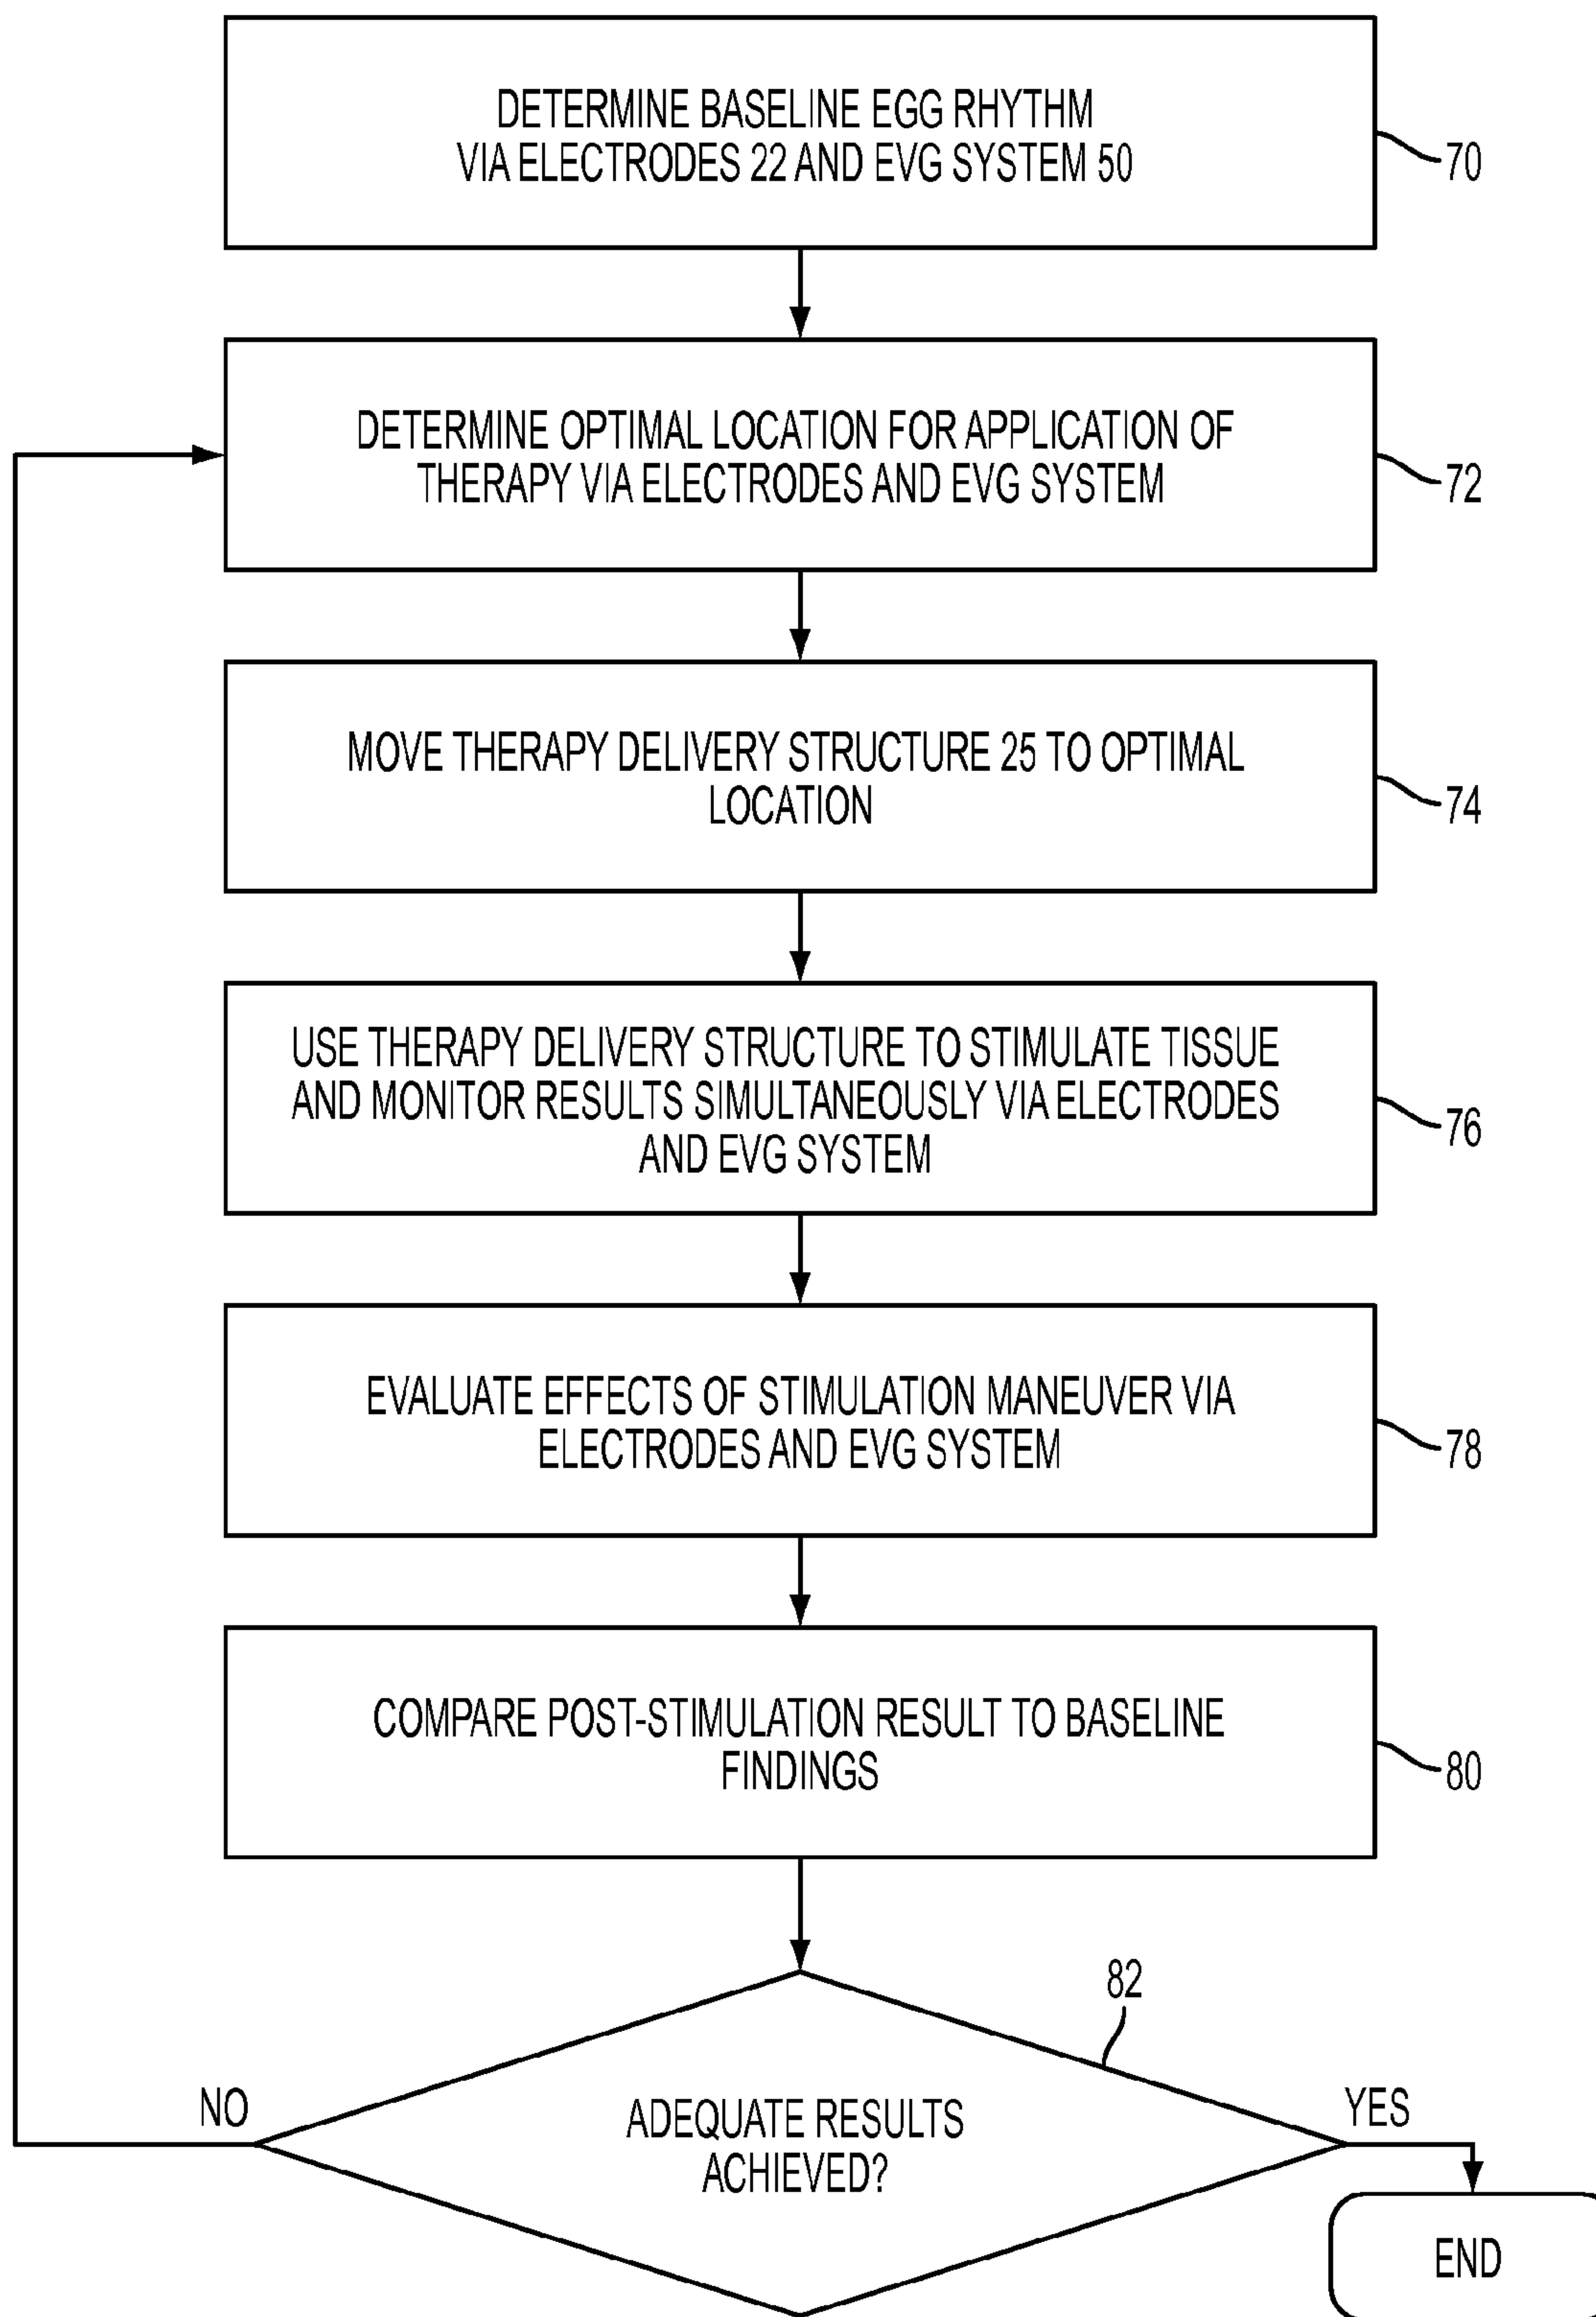 DETERMINE BASELINE EGG RHYTHM
VIA ELECTRODES 22 AND EVG SYSTEM 50
70
DETERMINE OPTIMAL LOCATION FOR APPLICATION OF
THERAPY VIA ELECTRODES AND EVG SYSTEM
72
MOVE THERAPY DELIVERY STRUCTURE 25 TO OPTIMAL
LOCATION
74
USE THERAPY DELIVERY STRUCTURE TO STIMULATE TISSUE
AND MONITOR RESULTS SIMULTANEOUSLY VIA ELECTRODES
AND EVG SYSTEM
76
EVALUATE EFFECTS OF STIMULATION MANEUVER VIA
ELECTRODES AND EVG SYSTEM
78
COMPARE POST-STIMULATION RESULT TO BASELINE
FINDINGS
80
82
NO
ADEQUATE RESULTS
ACHIEVED?
YES
END